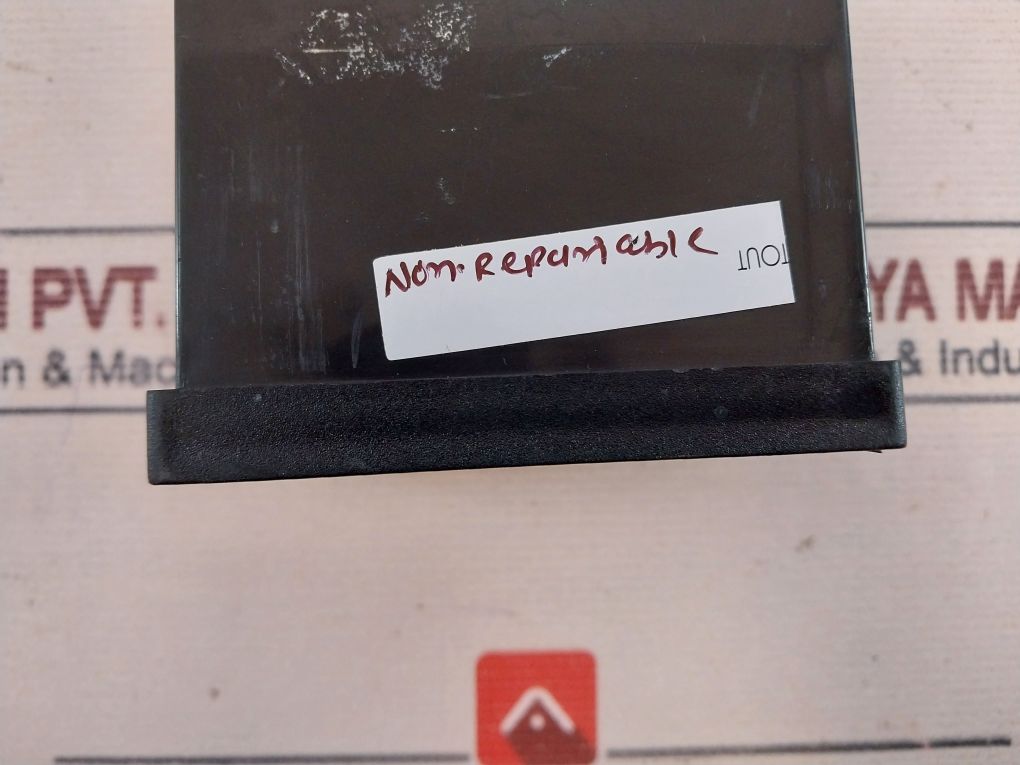 Non. Repairable
TOUT
PVT.
YA MA
n & Mac
& Indu